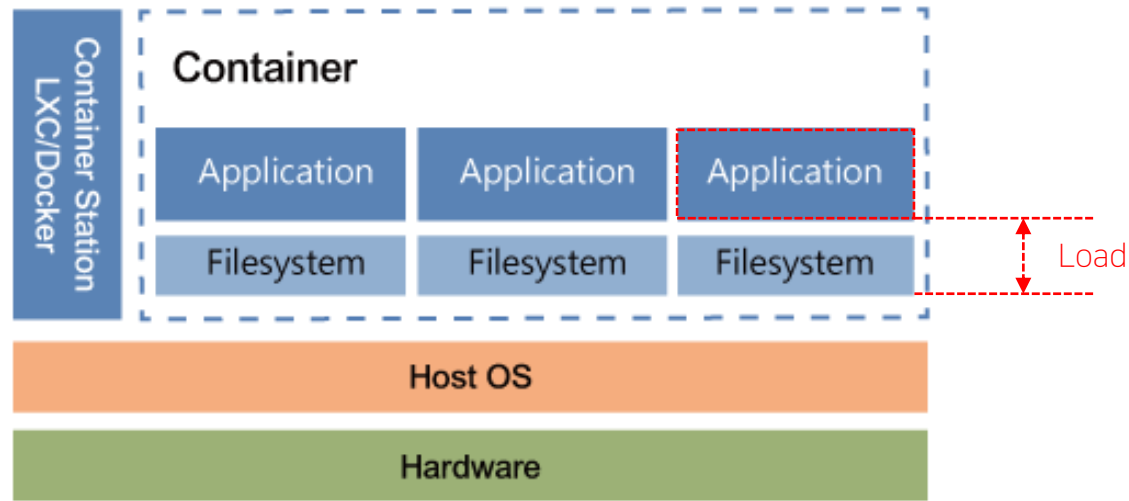 Container Station
LXC/Docker
Container
Application
Application
Application
Filesystem
Filesystem
Filesystem
Load
Host OS
Hardware